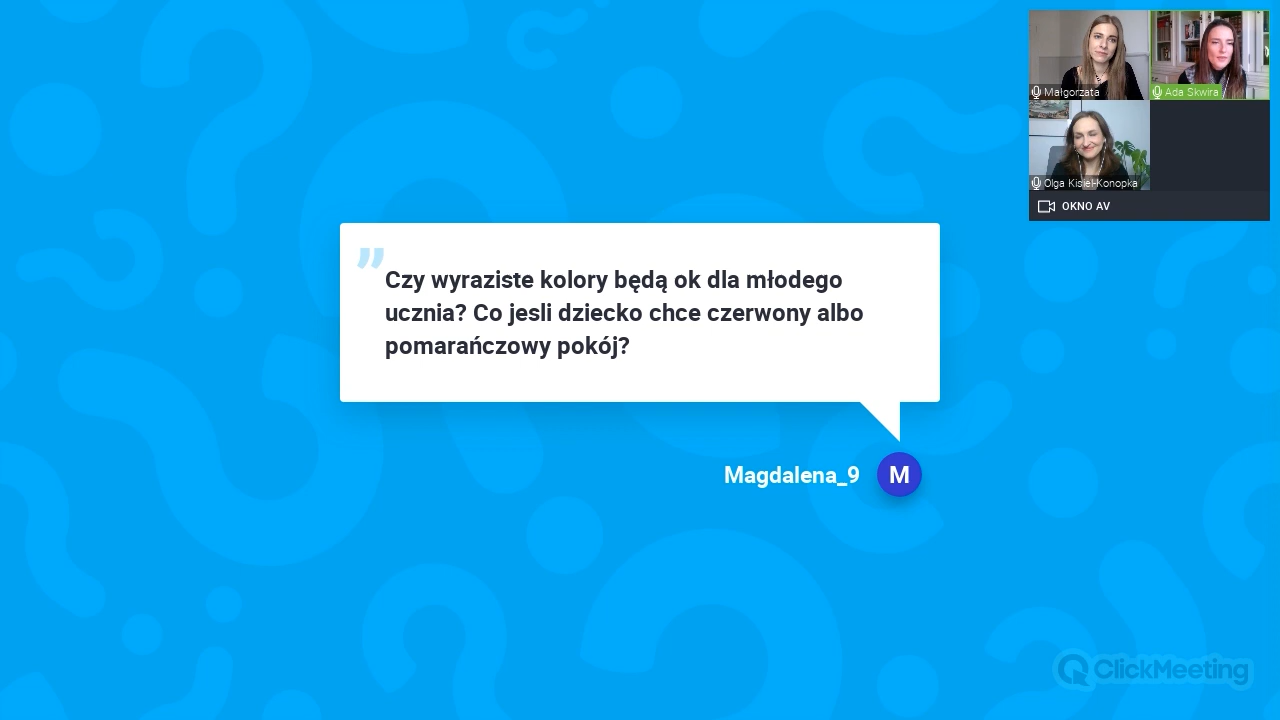 Małgorzata
Ada Skwira
Olga Kisiel-Konopka
OKNO AV
" Czy wyraziste kolory będą ok dla młodego
ucznia? Co jesli dziecko chce czerwony albo
pomarańczowy pokój?
Magdalena_9 M
ClickMeeting